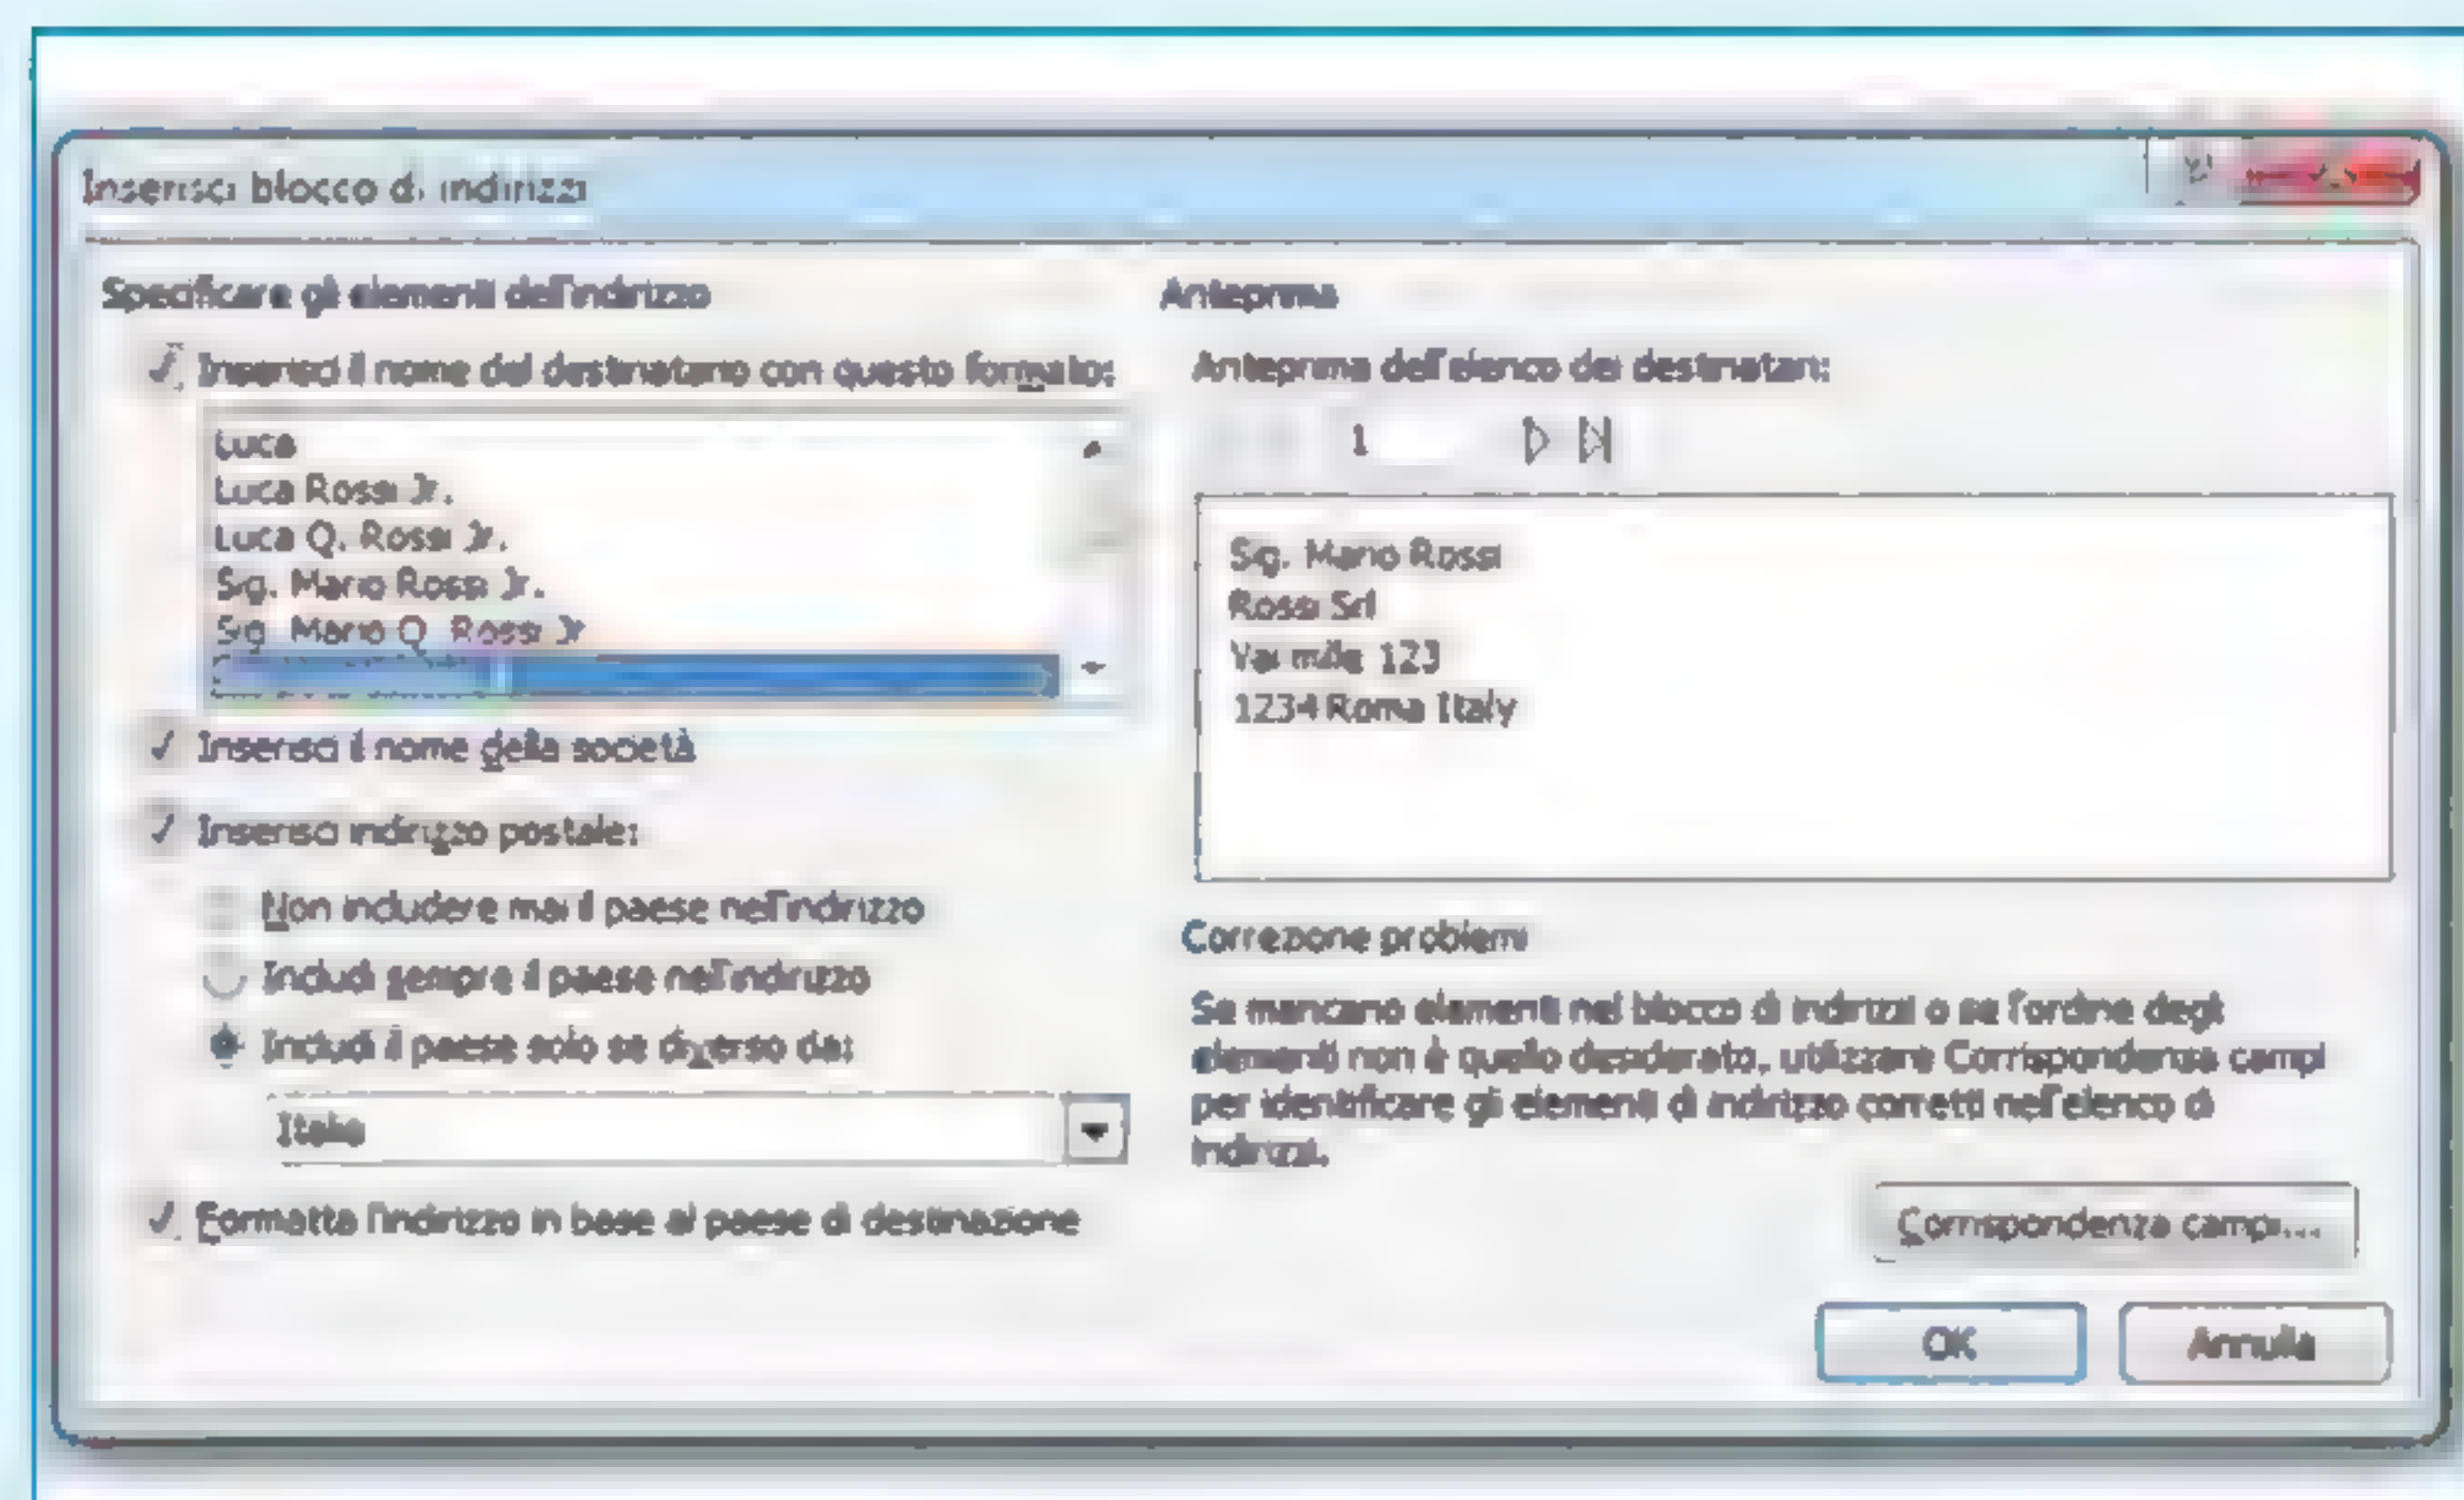 Inserisci blocco di indirizzi
Specificare gli elementi dell'indirizzo
Inserisci il nome del destinatario con questo formato:
Luca
Luca Rossi Jr.
Luca Q. Rossi Jr.
Sig. Mario Rossi Jr.
Sig. Mario Q. Rossi Jr
Inserisci il nome della società
Inserisci indirizzo postale:
Non includere mai il paese nell'indirizzo
Includi sempre il paese nell'indirizzo
Includi il paese solo se diverso da:
Italia
Formatta l'indirizzo in base al paese di destinazione
Anteprima
Anteprima dell'elenco dei destinatari:
1
Sig. Mario Rossi
Rossi Srl
Vai mille 123
1234 Roma Italy
Correzione problemi
Se mancano elementi nel blocco di indirizzi o se l'ordine degli
elementi non è quello desiderato, utilizzare Corrispondenza campi
per identificare gli elementi di indirizzo corretti nell'elenco di
indirizzi.
Corrispondenza campi...
OK
Annulla